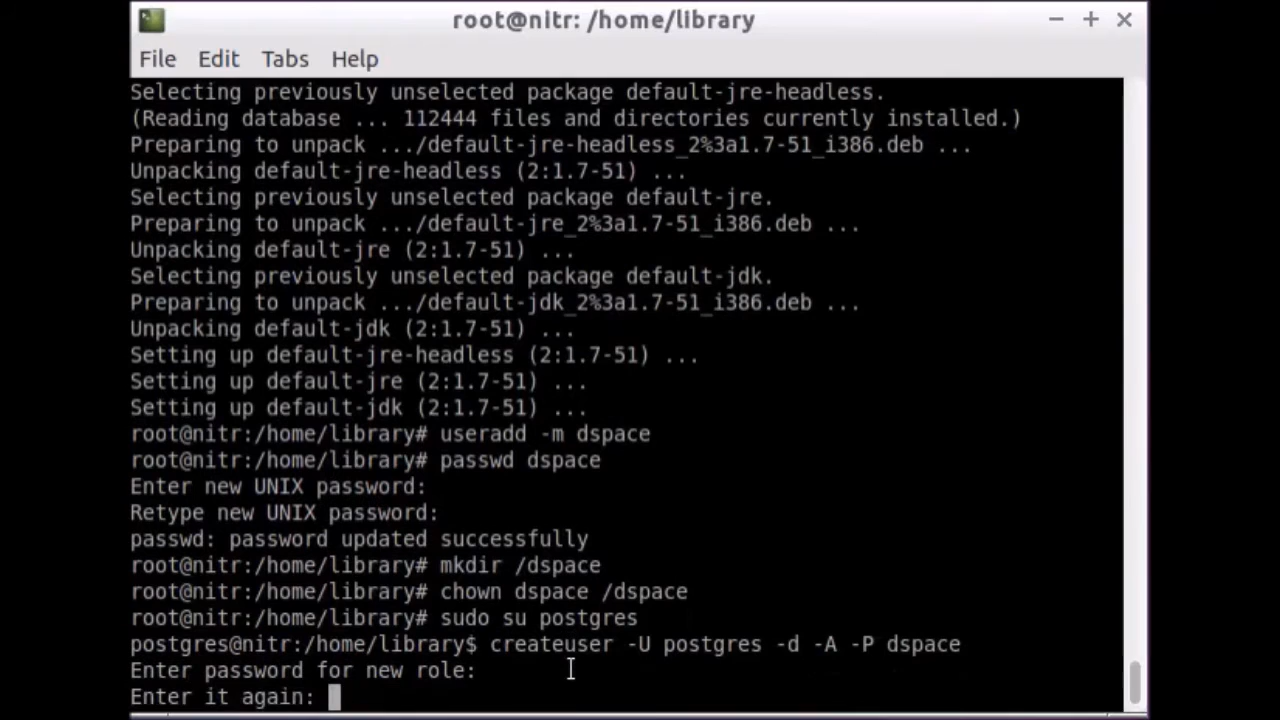 root@nitr: /home/library
File Edit Tabs Help
Selecting previously unselected package default-jre-headless.
(Reading database ... 112444 files and directories currently installed.)
Preparing to unpack .../default-jre-headless_2%3a1.7-51_i386.deb ...
Unpacking default-jre-headless (2:1.7-51) ...
Selecting previously unselected package default-jre.
Preparing to unpack .../default-jre_2%3a1.7-51_i386.deb ...
Unpacking default-jre (2:1.7-51) ...
Selecting previously unselected package default-jdk.
Preparing to unpack .../default-jdk_2%3a1.7-51_i386.deb ...
Unpacking default-jdk (2:1.7-51) ...
Setting up default-jre-headless (2:1.7-51) ...
Setting up default-jre (2:1.7-51) ...
Setting up default-jdk (2:1.7-51) ...
root@nitr:/home/library# useradd -m dspace
root@nitr:/home/library# passwd dspace
Enter new UNIX password:
Retype new UNIX password:
passwd: password updated successfully
root@nitr:/home/library# mkdir /dspace
root@nitr:/home/library# chown dspace /dspace
root@nitr:/home/library# sudo su postgres
postgres@nitr:/home/library$ createuser -U postgres -d -A -P dspace
Enter password for new role:
Enter it again: